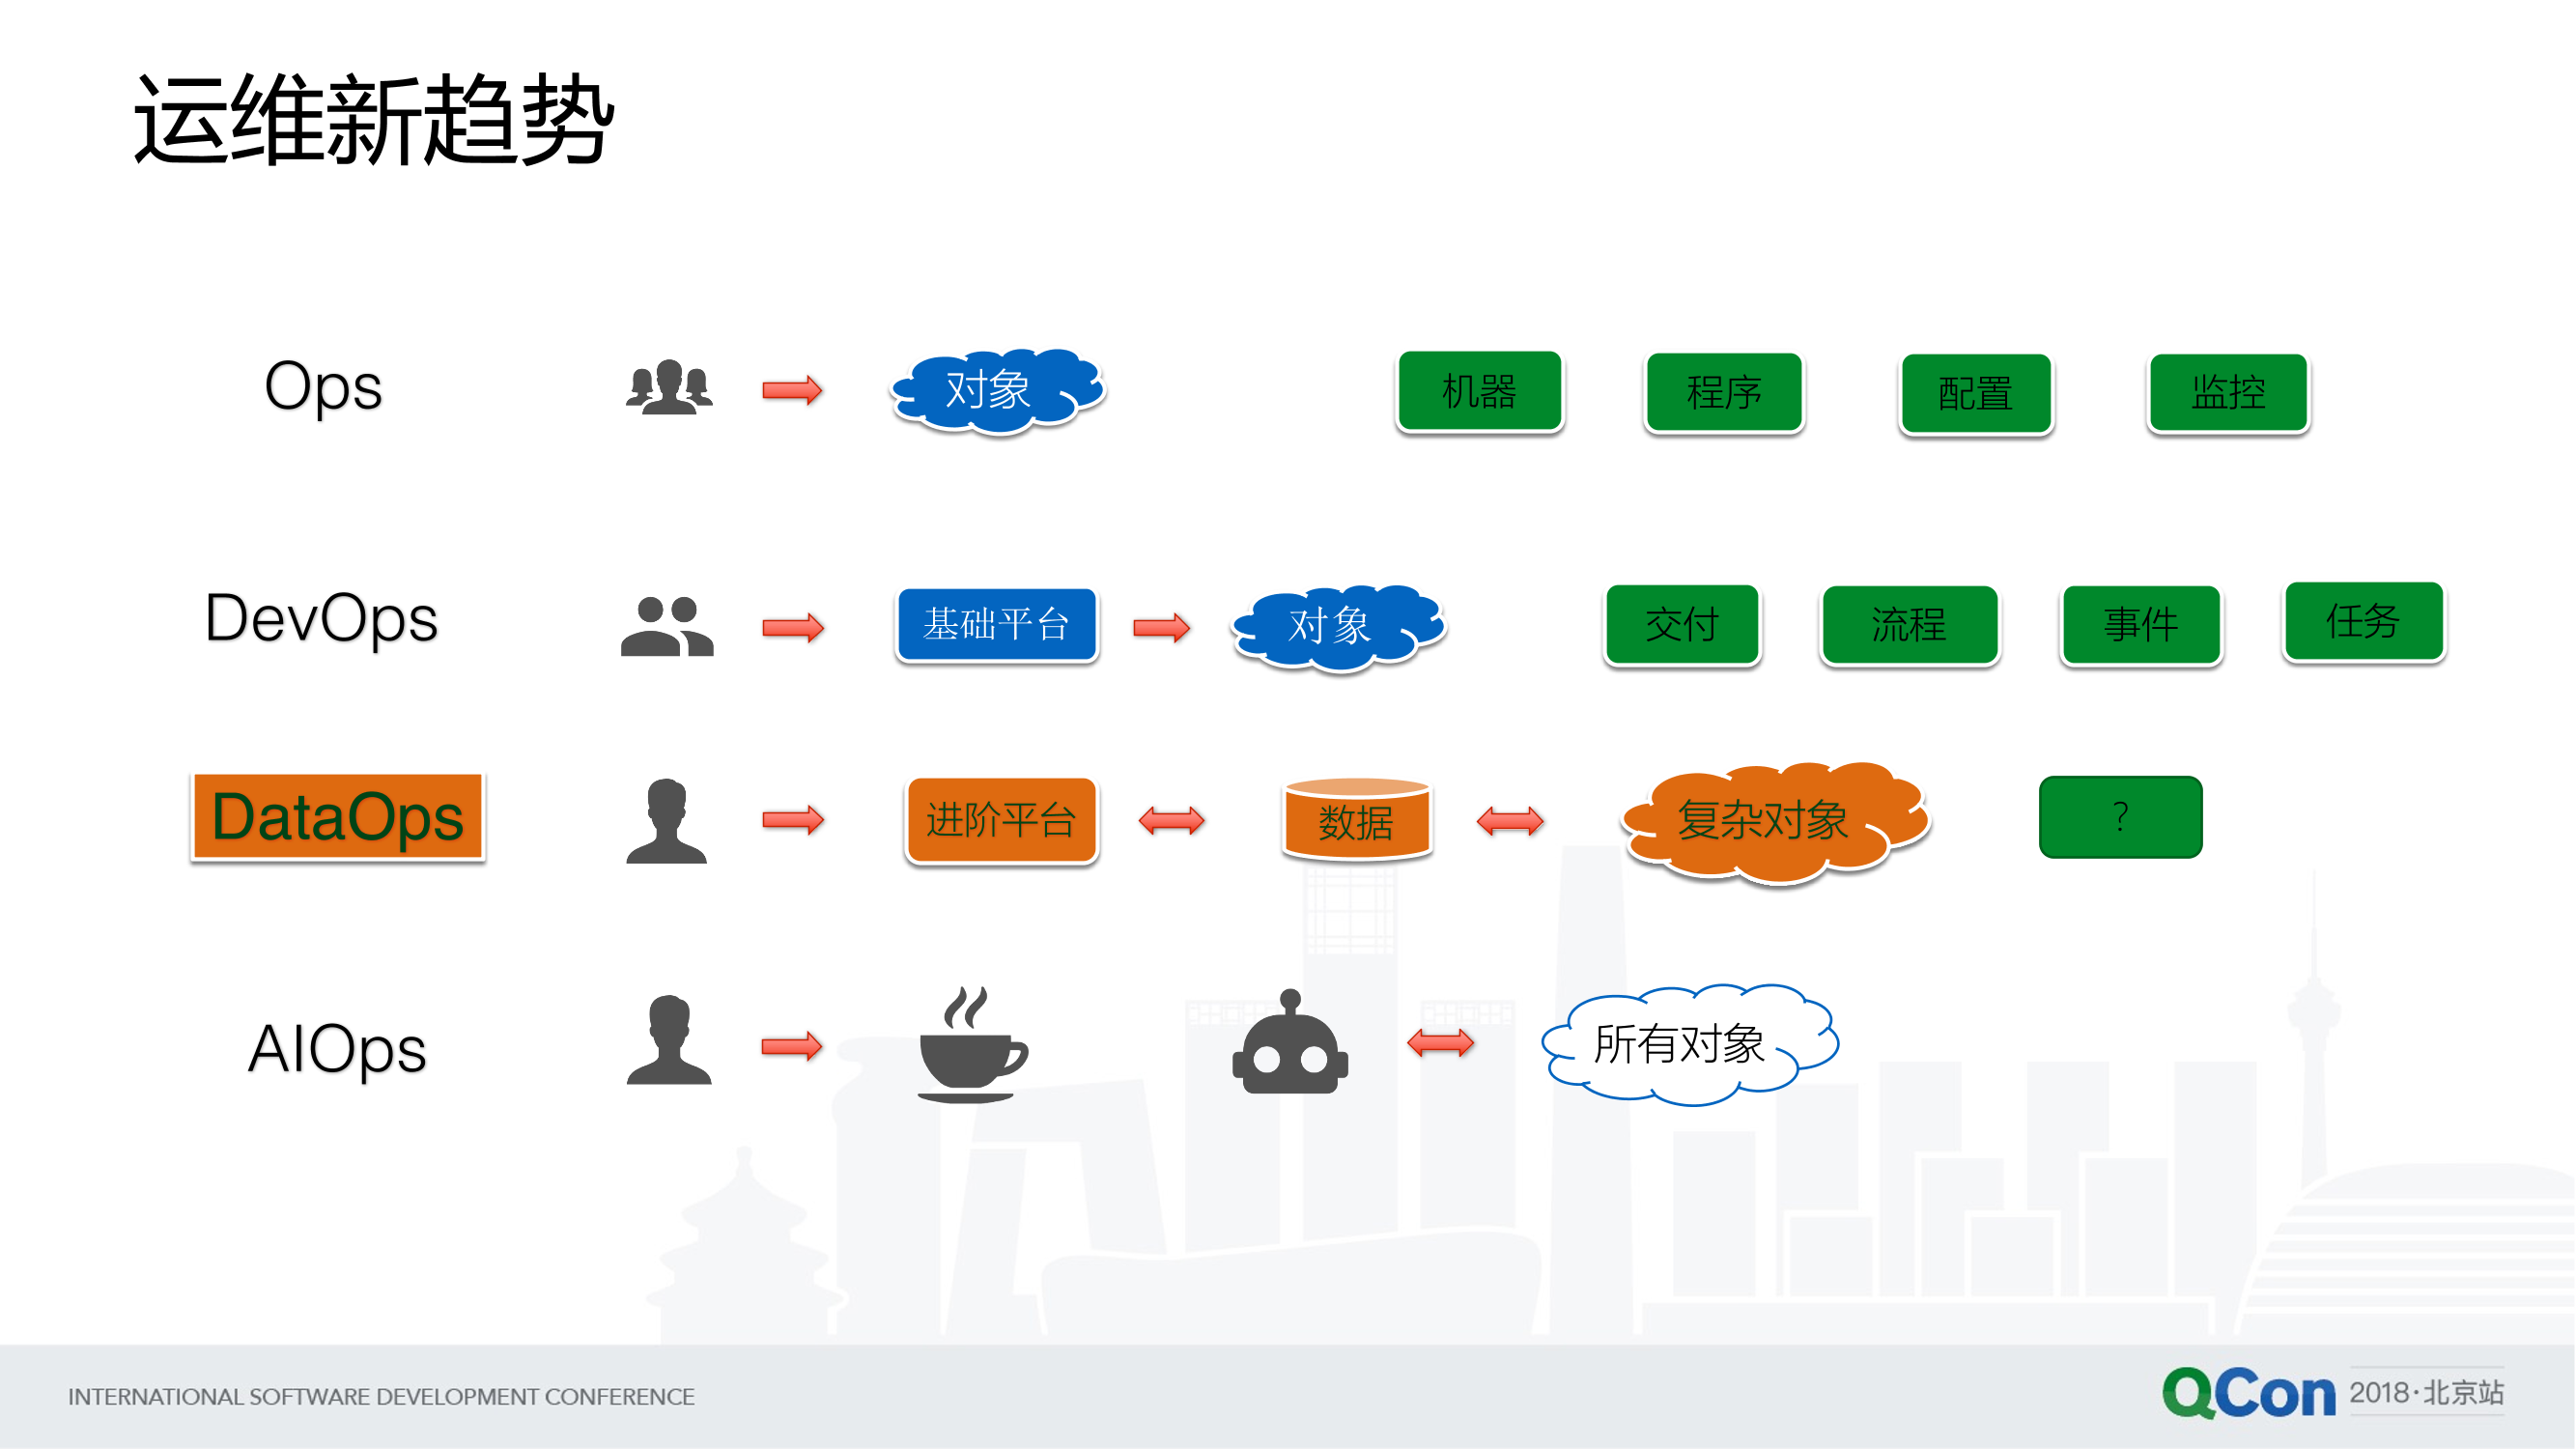 运维新趋势
Ops
对象
机器
程序
配置
监控
DevOps
基础平台
对象
交付
流程
事件
任务
DataOps
进阶平台
数据
复杂对象
?
AIOps
所有对象
INTERNATIONAL SOFTWARE DEVELOPMENT CONFERENCE
QCon 2018·北京站